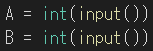 A = int(input())
B = int(input())